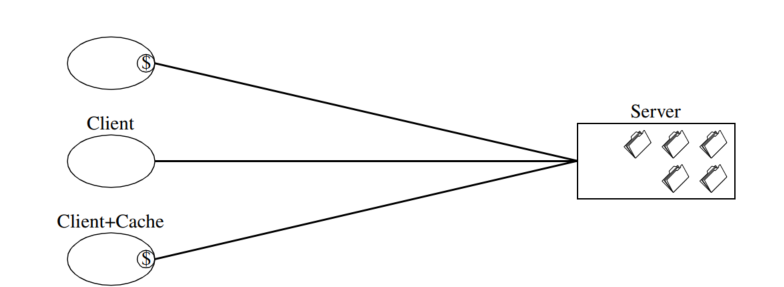 $
Server
Client
Client+Cache
$